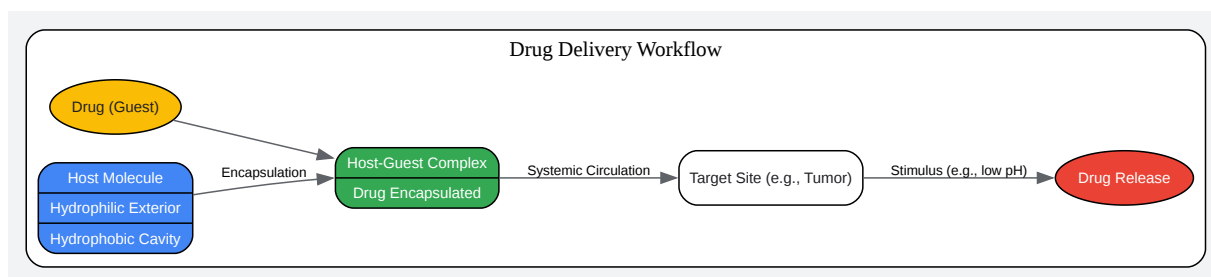 Drug Delivery Workflow
Drug (Guest)
Host Molecule
Hydrophilic Exterior
Hydrophobic Cavity
Encapsulation
Host-Guest Complex
Drug Encapsulated
Systemic Circulation
Target Site (e.g., Tumor)
Stimulus (e.g., low pH)
Drug Release